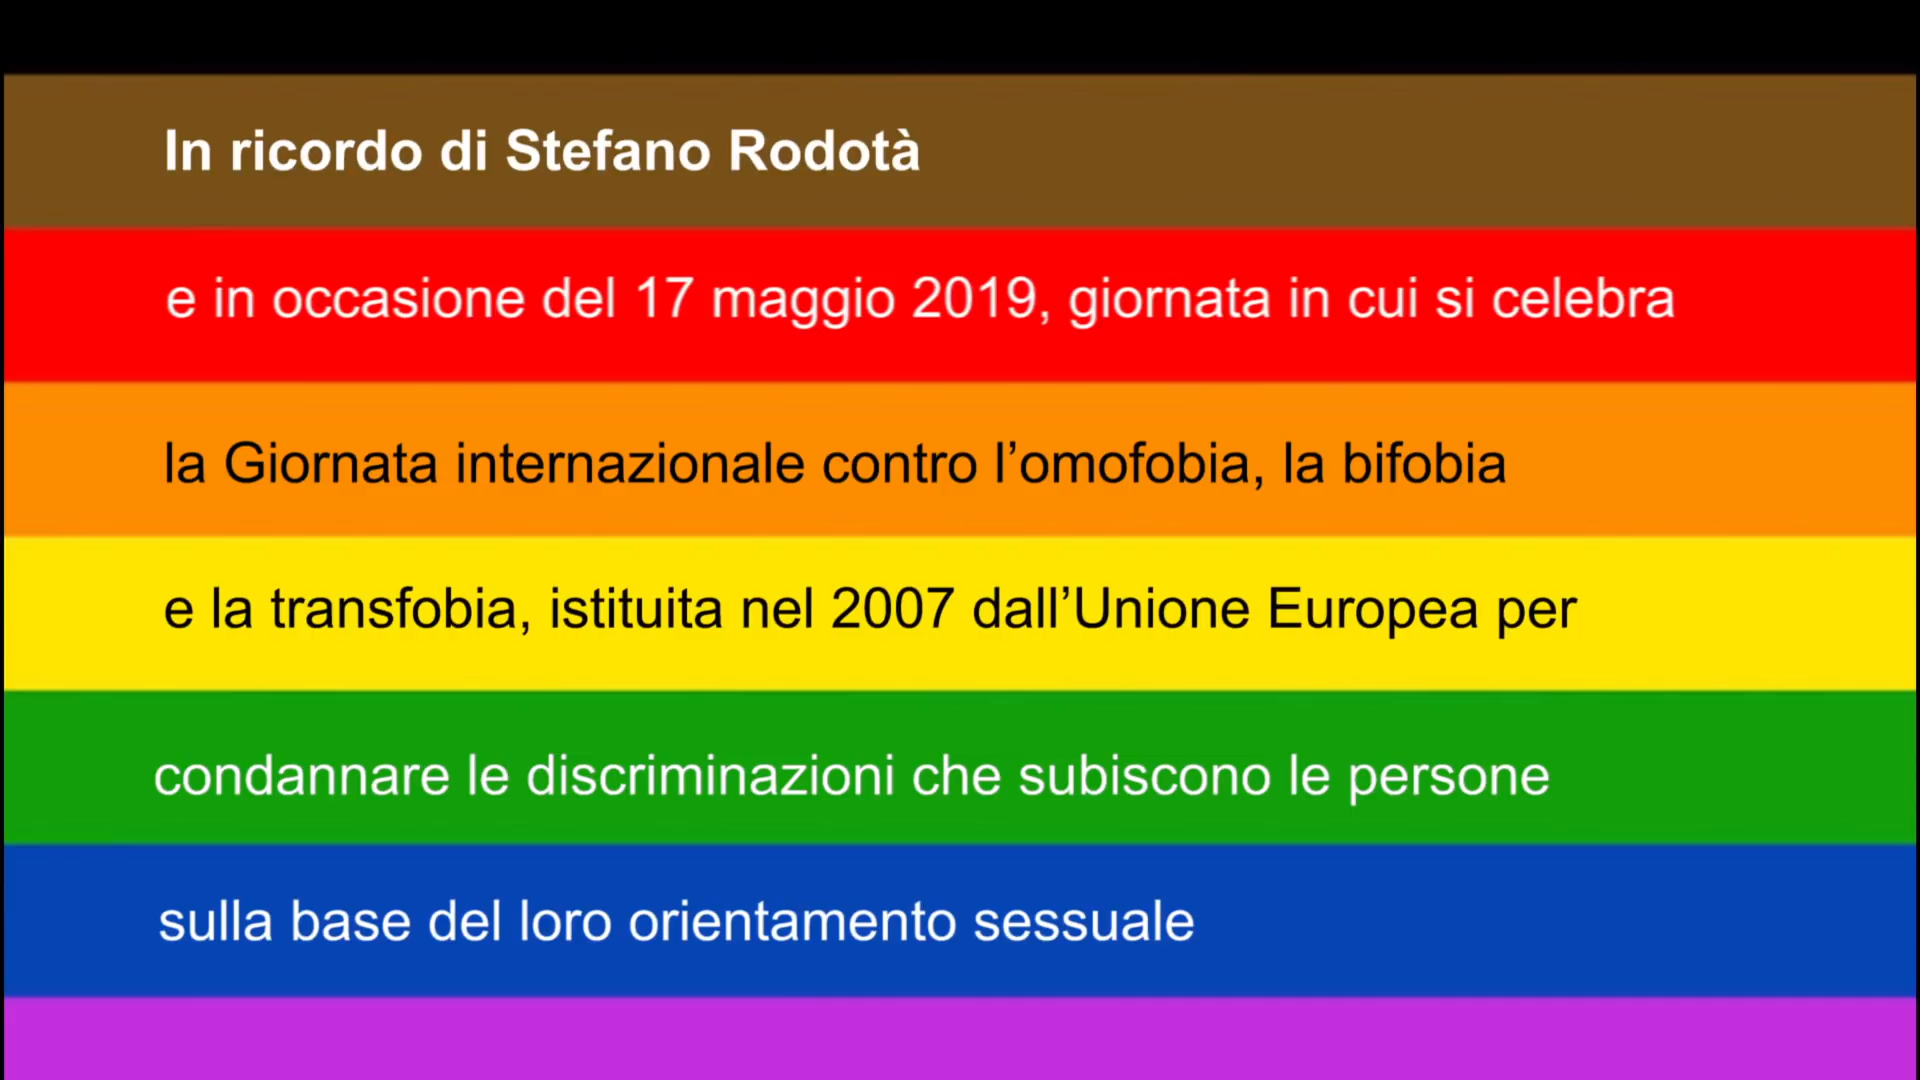 In ricordo di Stefano Rodotà
e in occasione del 17 maggio 2019, giornata in cui si celebra
la Giornata internazionale contro l’omofobia, la bifobia
e la transfobia, istituita nel 2007 dall’Unione Europea per
condannare le discriminazioni che subiscono le persone
sulla base del loro orientamento sessuale